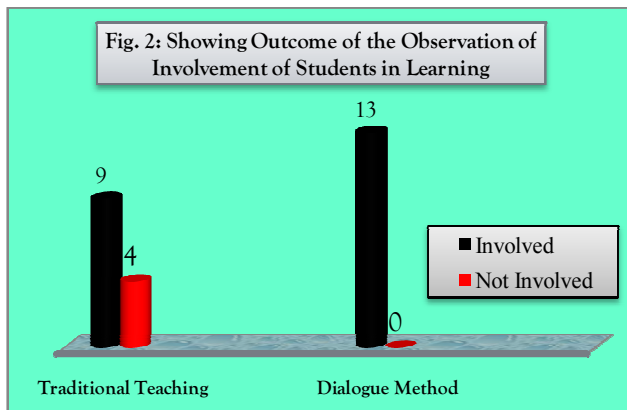 Fig. 2: Showing Outcome of the Observation of
Involvement of Students in Learning
13
9
4
0
Involved
Not Involved
Traditional Teaching
Dialogue Method